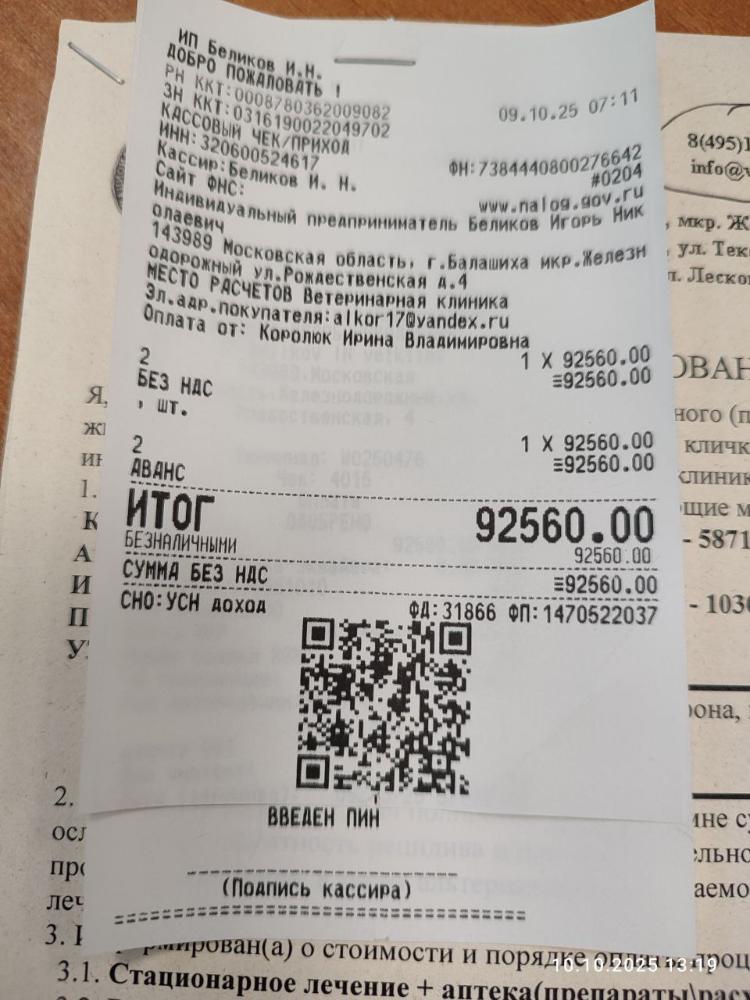 ИП Беликов И.Н.
ДОБРО ПОЖАЛОВАТЬ !
РН ККТ:0008780362009082 09.10.25 07:11
ЗН ККТ:0316190022049702
КАССОВЫЙ ЧЕК/ПРИХОД
ИНН:320600524617 ФН:7384440800276642
Кассир:Беликов И. Н. #0204
Сайт ФНС: www.nalog.gov.ru
Индивидуальный предприниматель Беликов Игорь Ник
олаевич
143989 Московская область, г.Балашиха мкр.Железн
одорожный ул.Рождественская д.4
МЕСТО РАСЧЕТОВ Ветеринарная клиника
Эл.адр.покупателя:alkor17@yandex.ru
Оплата от: Королюк Ирина Владимировна
2 1 X 92560.00
БЕЗ НДС ≡92560.00
, шт.
2 1 X 92560.00
АВАНС ≡92560.00
ИТОГ 92560.00
БЕЗНАЛИЧНЫМИ 92560.00
СУММА БЕЗ НДС ≡92560.00
СНО:УСН доход ФД:31866 ФП:1470522037
ВВЕДЕН ПИН
(Подпись кассира)
8(495)1
info@v
, мкр. Ж
, ул. Тек
л. Леско
ОВАН
Я,
ного (п
кличк
клиник
1.
ющие м
К
- 5871
А
И
- 1030
П
У
рона,
2.
ине с
осл
ельно
про
аемо
леч
3.
рмирован(а) о стоимости и порядке оплаты проц
3.1. Стационарное лечение + аптека(препараты\рас
10.10.2025 13:19